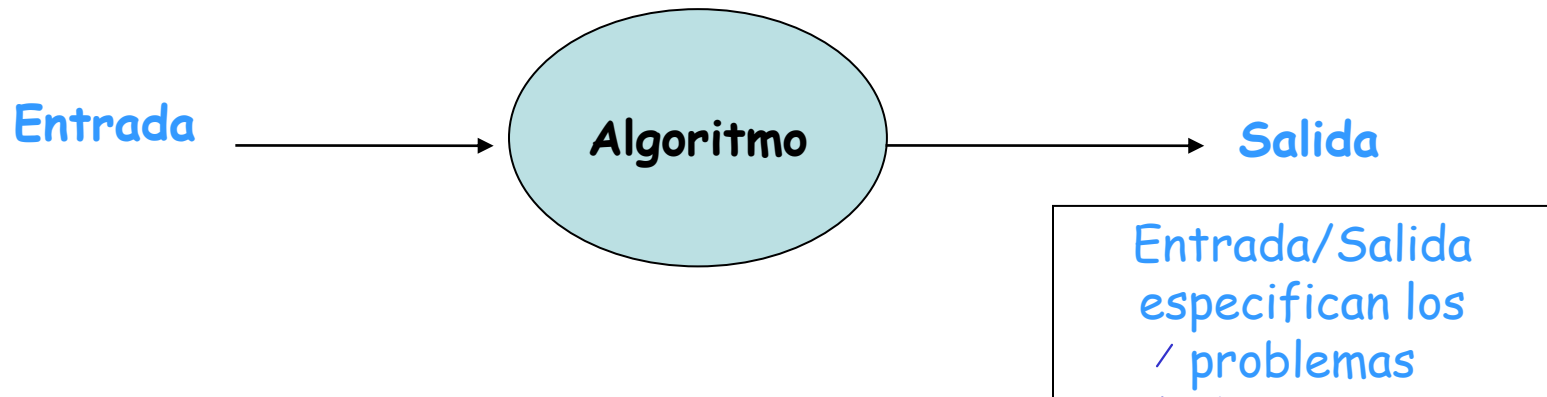 Entrada
Algoritmo
Salida
Entrada/Salida
especifican los
problemas